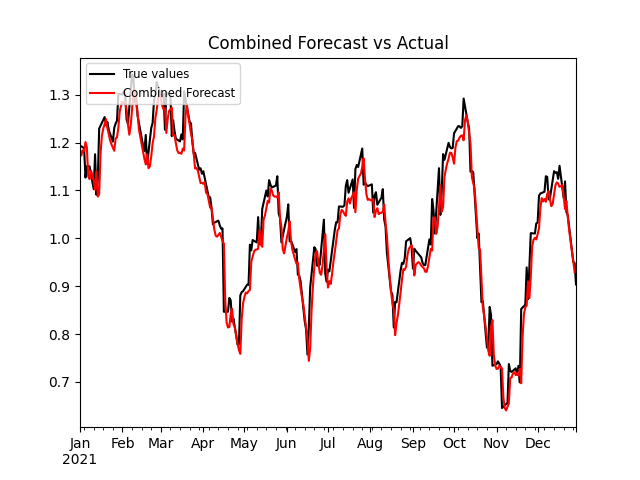 Combined Forecast vs Actual
True values
Combined Forecast
1.3
1.2
1.1
1.0
0.9
0.8
0.7
Jan Feb Mar Apr May Jun Jul Aug Sep Oct Nov Dec
2021